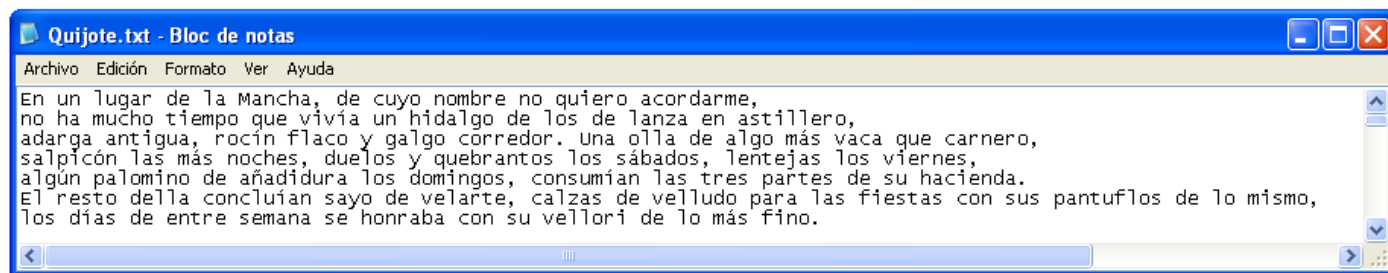 Quijote.txt - Bloc de notas
Archivo Edición Formato Ver Ayuda
En un lugar de la Mancha, de cuyo nombre no quiero acordarme,
no ha mucho tiempo que vivía un hidalgo de los de lanza en astillero,
adarga antigua, rocín flaco y galgo corredor. Una olla de algo más vaca que carnero,
salpicón las más noches, duelos y quebrantos los sábados, lentejas los viernes,
algún palomino de añadidura los domingos, consumían las tres partes de su hacienda.
El resto della concluían sayo de velarte, calzas de velludo para las fiestas con sus pantuflos de lo mismo,
los días de entre semana se honraba con su vellori de lo más fino.